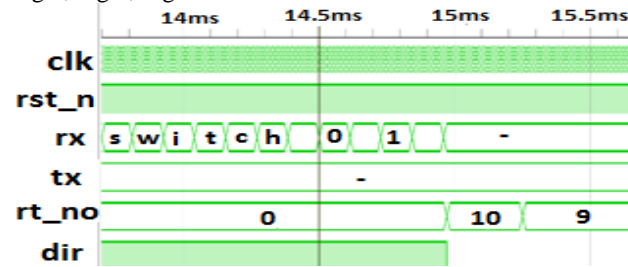 14ms 14.5ms 15ms 15.5ms
clk
rst_n
rx s w i t c h 0 1 -
tx -
rt_no 0 10 9
dir